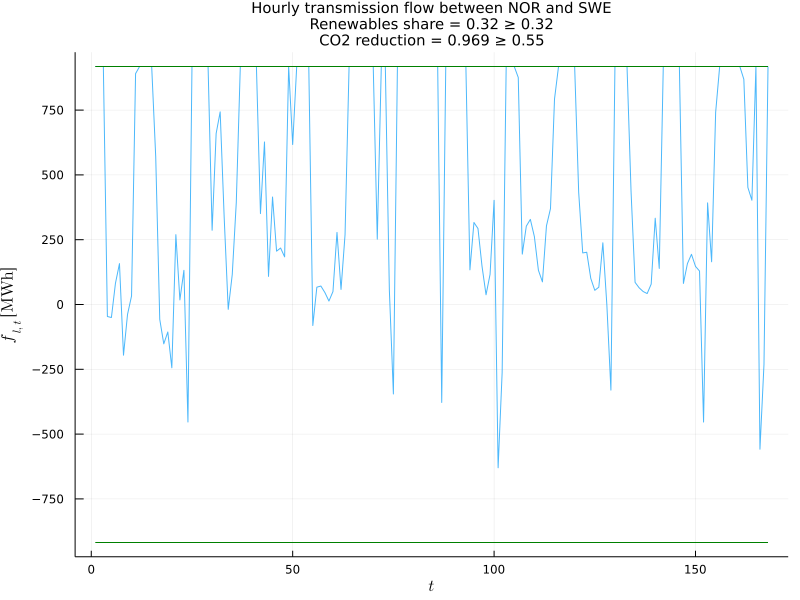 Hourly transmission flow between NOR and SWE
Renewables share = 0.32 ≥ 0.32
CO2 reduction = 0.969 ≥ 0.55
750
500
250
0
−250
−500
−750
f l,t [MWh]
0 50 100 150
t